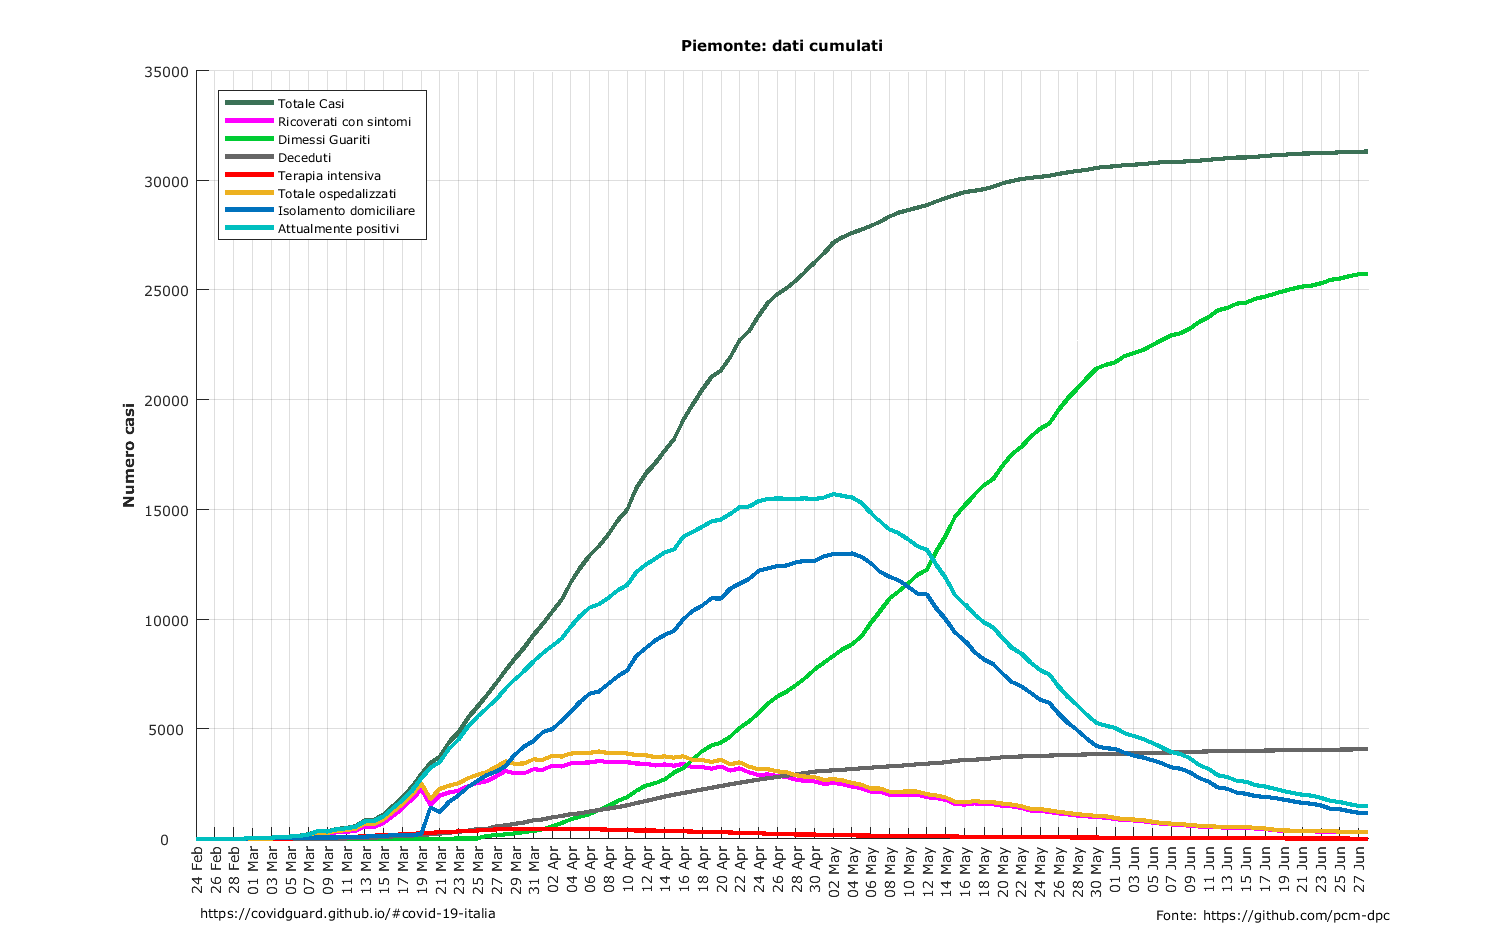 Piemonte: dati cumulati
Numero casi
35000
30000
25000
20000
15000
10000
5000
0
Totale Casi
Ricoverati con sintomi
Dimessi Guariti
Deceduti
Terapia intensiva
Totale ospedalizzati
Isolamento domiciliare
Attualmente positivi
24 Feb
26 Feb
28 Feb
01 Mar
03 Mar
05 Mar
07 Mar
09 Mar
11 Mar
13 Mar
15 Mar
17 Mar
19 Mar
21 Mar
23 Mar
25 Mar
27 Mar
29 Mar
31 Mar
02 Apr
04 Apr
06 Apr
08 Apr
10 Apr
12 Apr
14 Apr
16 Apr
18 Apr
20 Apr
22 Apr
24 Apr
26 Apr
28 Apr
30 Apr
02 May
04 May
06 May
08 May
10 May
12 May
14 May
16 May
18 May
20 May
22 May
24 May
26 May
28 May
30 May
01 Jun
03 Jun
05 Jun
07 Jun
09 Jun
11 Jun
13 Jun
15 Jun
17 Jun
19 Jun
21 Jun
23 Jun
25 Jun
27 Jun
https://covidguard.github.io/#covid-19-italia
Fonte: https://github.com/pcm-dpc